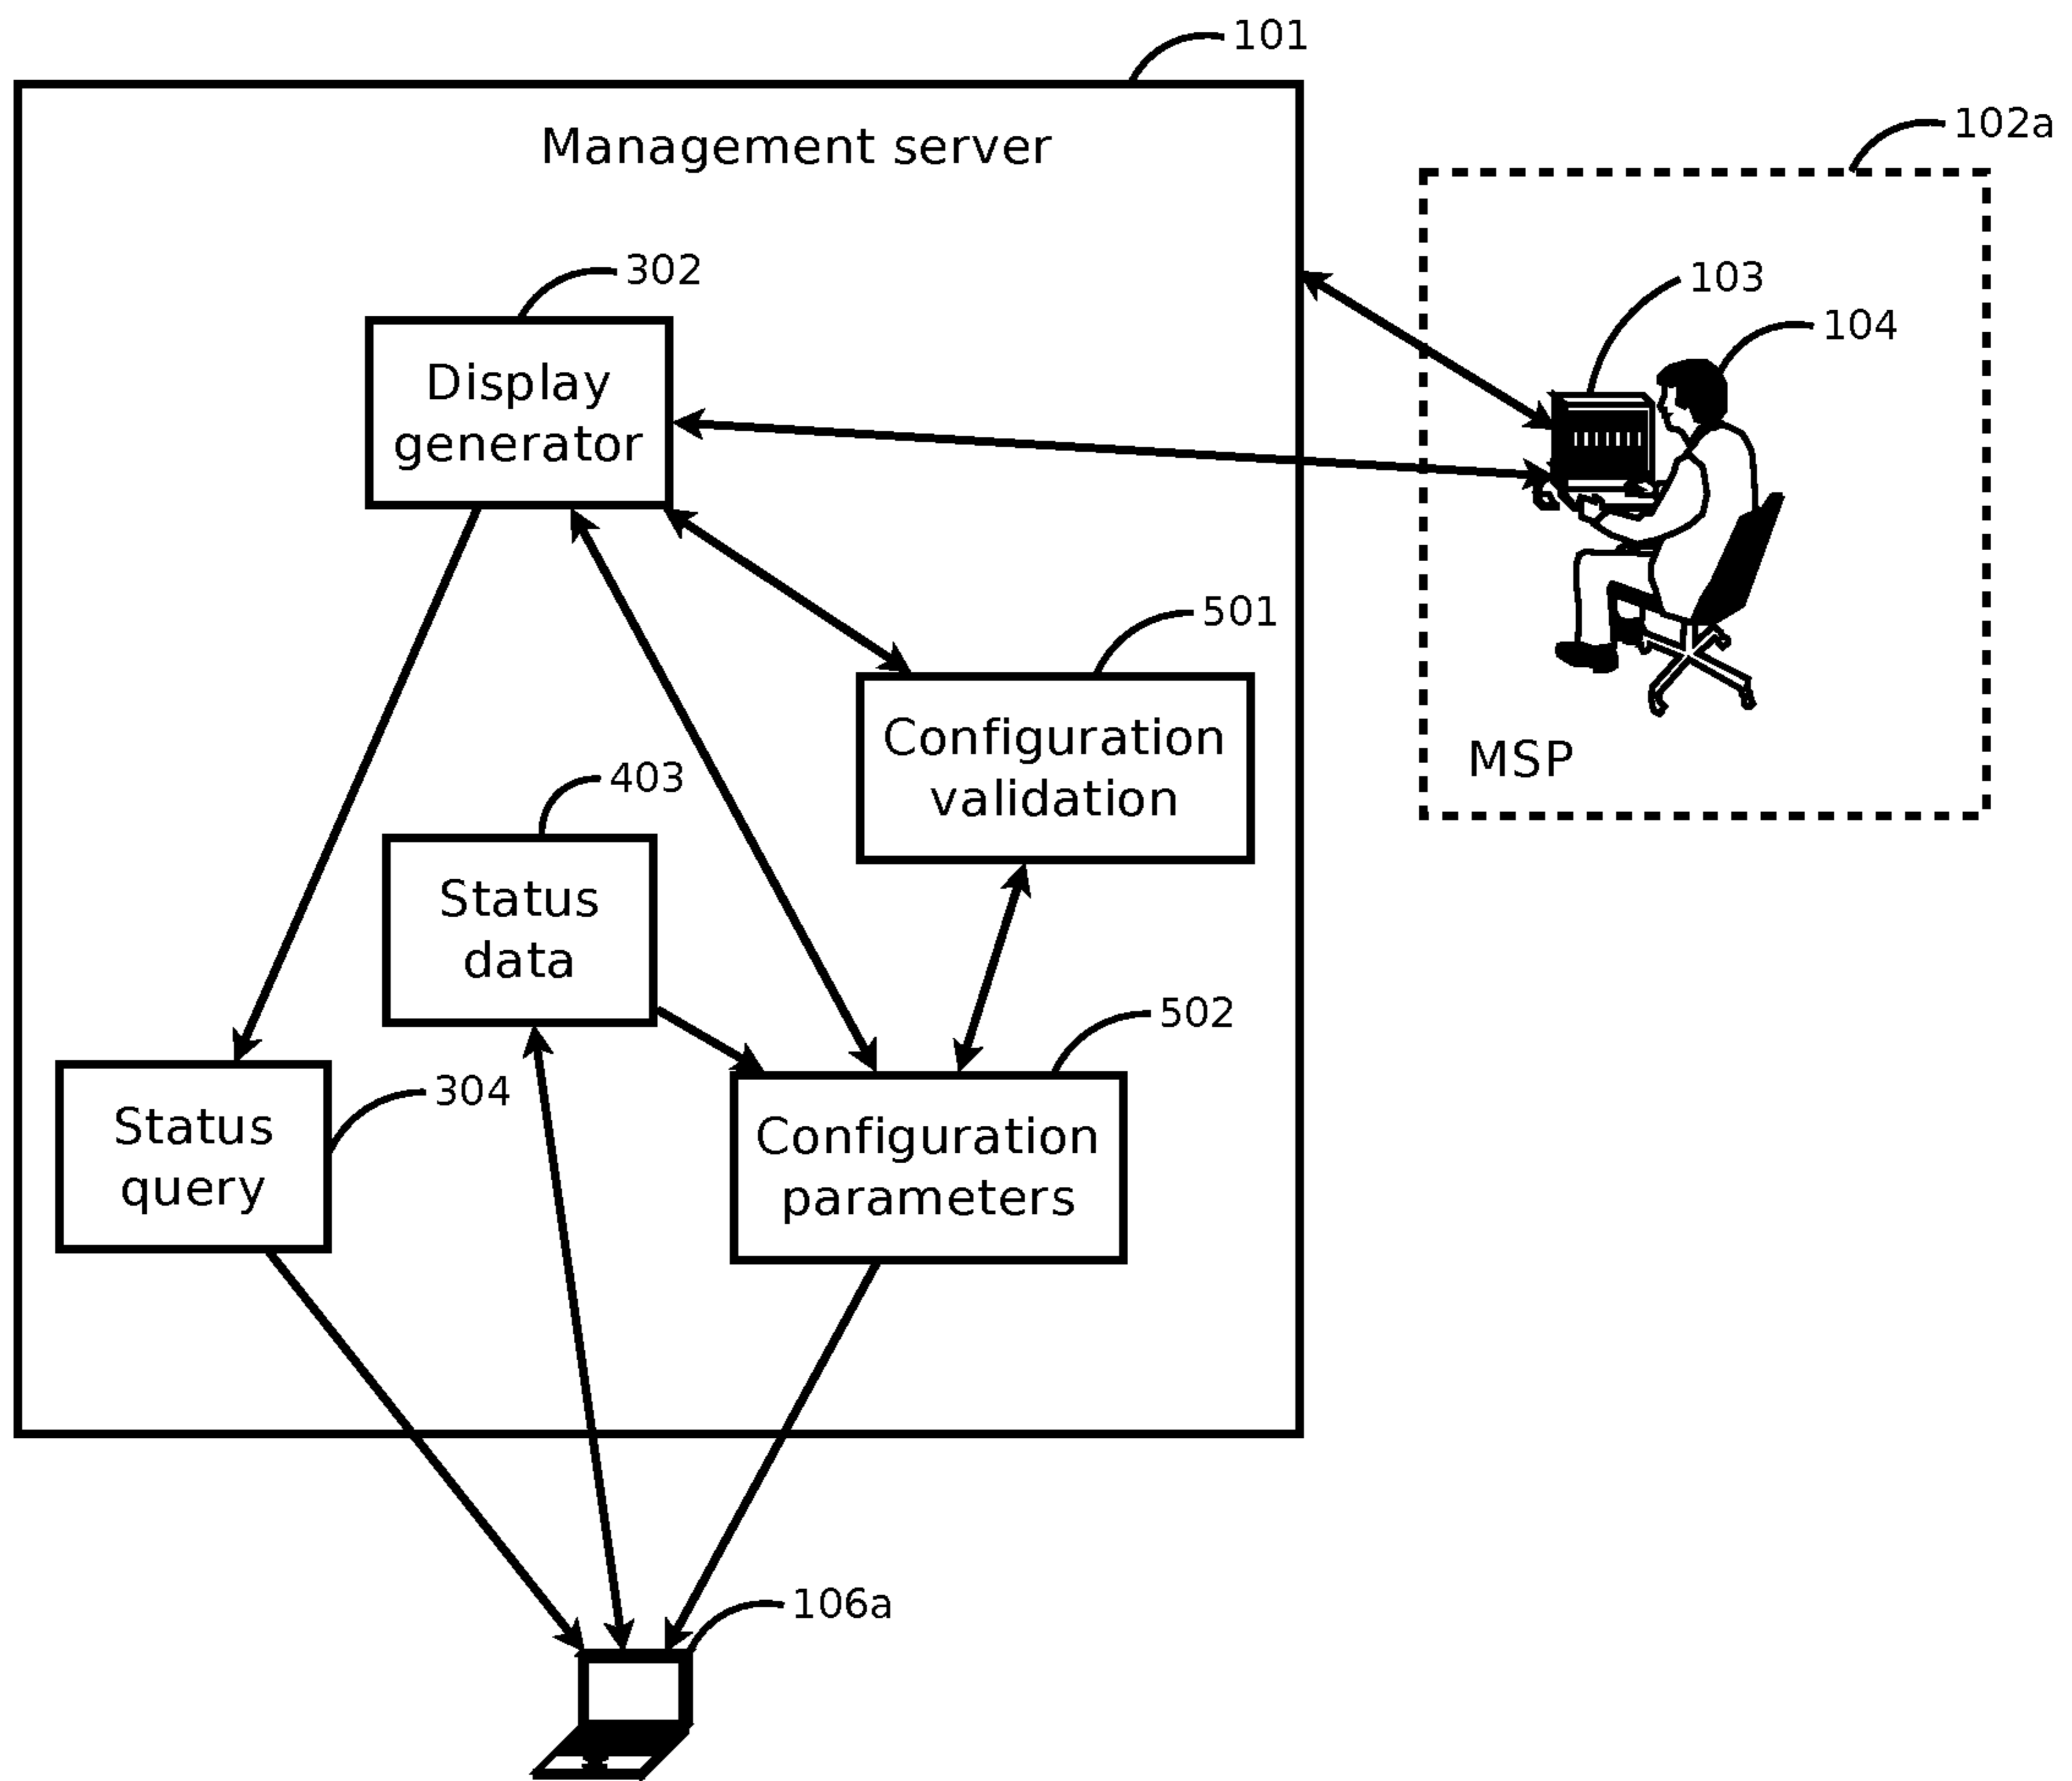 101
Management server
102a
302
103
104
Display
generator
501
Configuration
validation
MSP
403
Status
data
502
304
Status
query
Configuration
parameters
106a